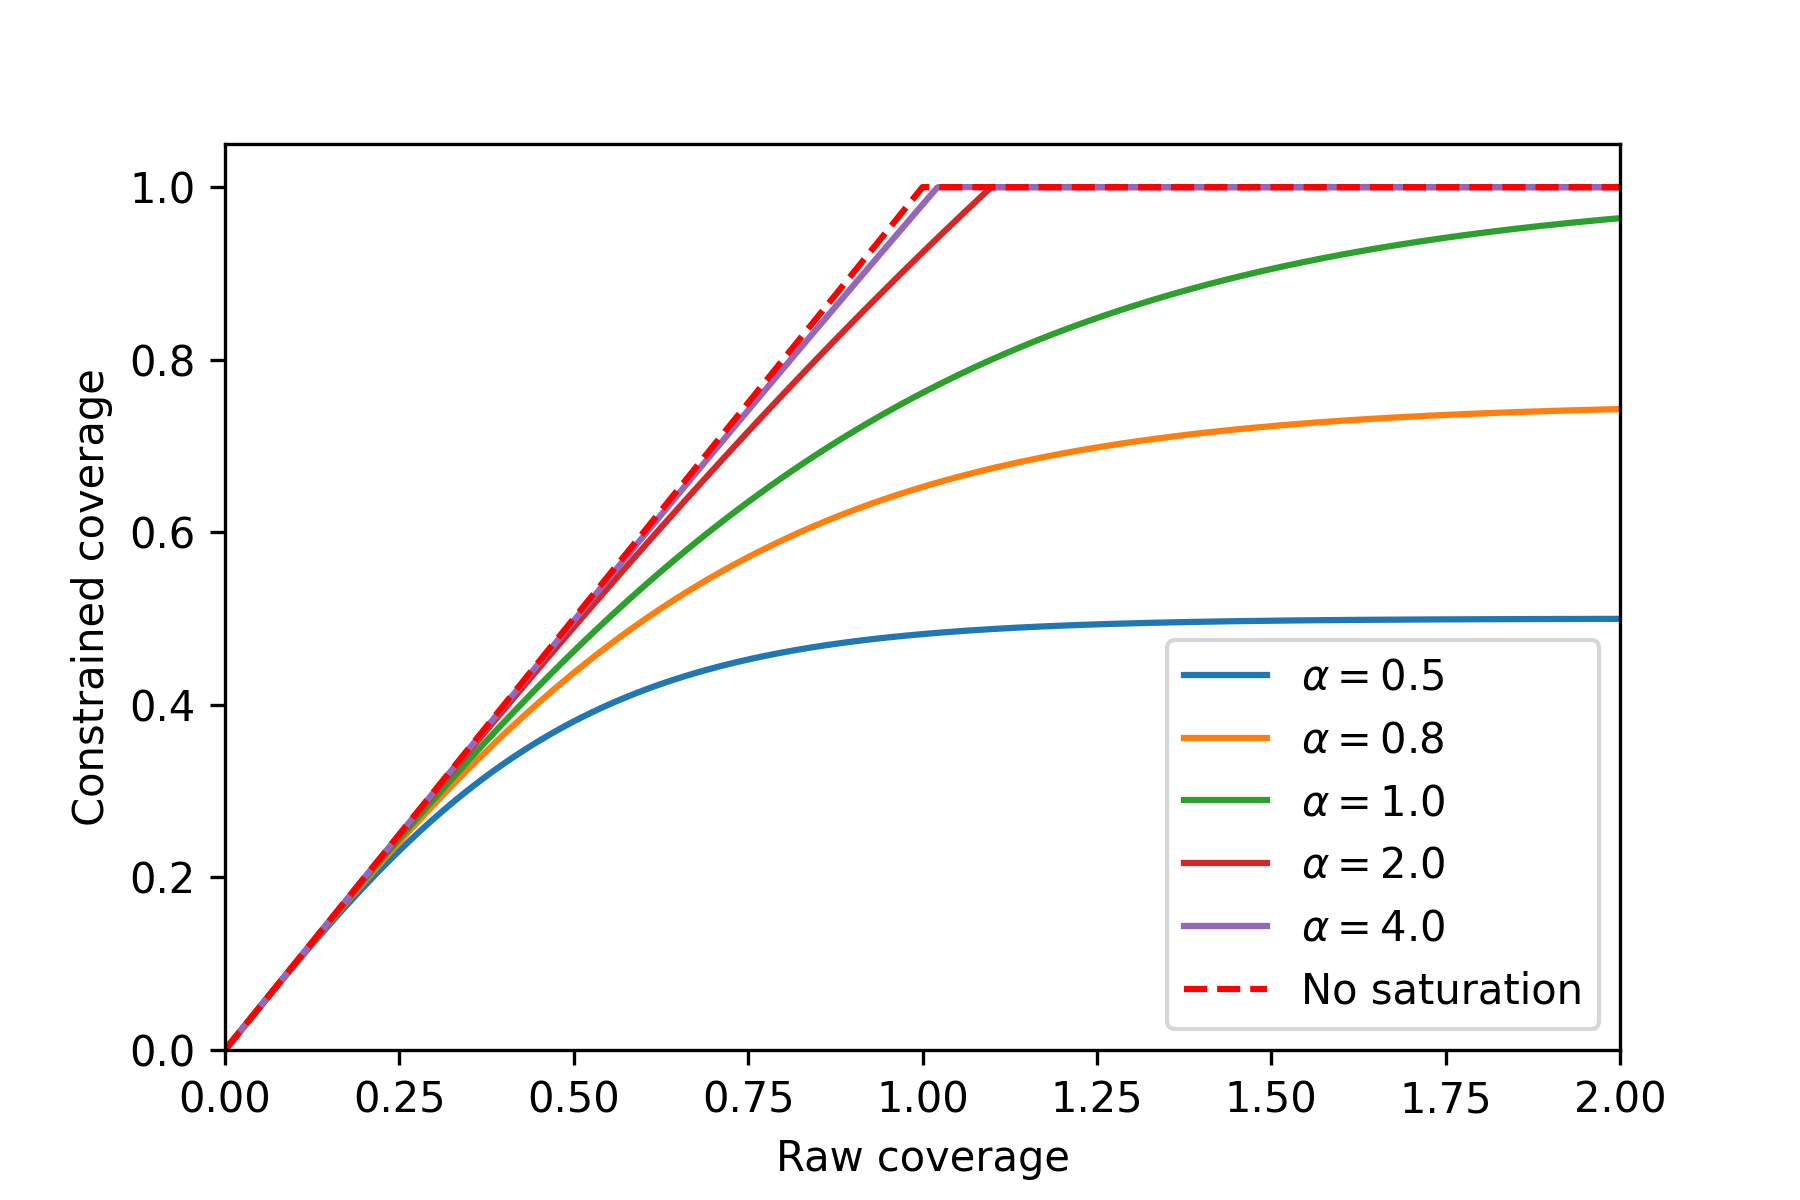 1.0
0.8
0.6
0.4
0.2
0.0
Constrained coverage
0.00 0.25 0.50 0.75 1.00 1.25 1.50 1.75 2.00
Raw coverage
α = 0.5
α = 0.8
α = 1.0
α = 2.0
α = 4.0
No saturation